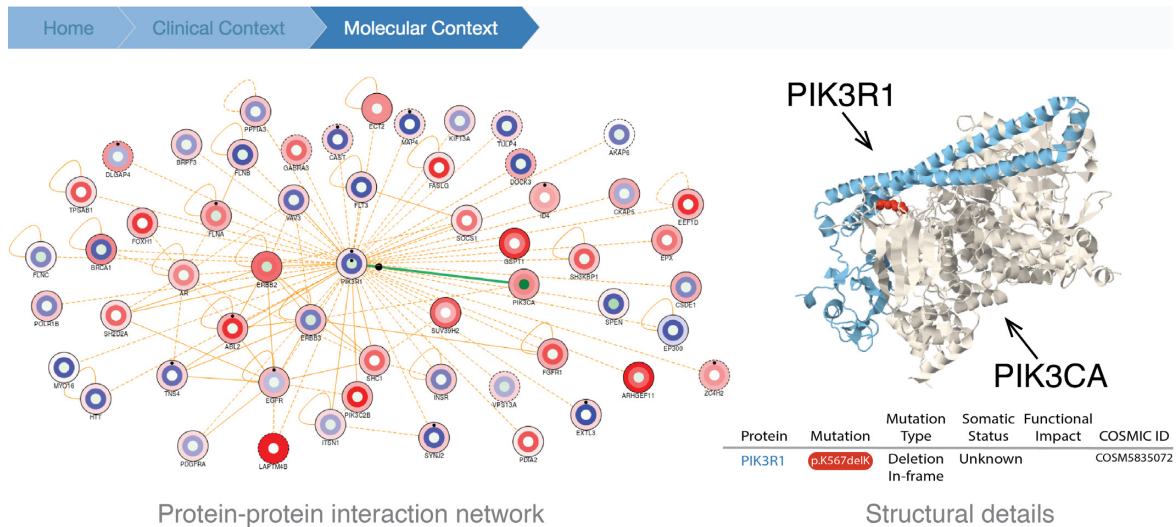 Home Clinical Context Molecular Context
PIK3R1
PIK3CA
PPFIA3
ECT2
MAP4
KIF13A
TULP4
AKAP6
DLGAP4
BRPF3
FLNB
GABRA3
CAST
FASLG
DOCK3
TPSAB1
FOXH1
FLNA
VAV3
FLT3
SOCS1
ID4
CKAP5
EEF1D
FLNC
BRCA1
AR
ERBB2
PIK3R1
GSPT1
SH3KBP1
EPX
PIK3CA
POLR1B
SH2D2A
ABL2
ERBB3
SUV39H2
SPEN
CSDE1
EP300
MYO16
HTT
TNS4
EGFR
SHC1
PIK3C2B
INSR
VPS13A
FGFR1
ARHGEF11
ZC4H2
PDGFRA
LAPTM4B
ITSN1
SYNJ2
PDIA2
EXTL3
Protein Mutation Mutation Type Somatic Status Functional Impact COSMIC ID
PIK3R1 p.K567delK Deletion In-frame Unknown COSM5835072
Protein-protein interaction network
Structural details